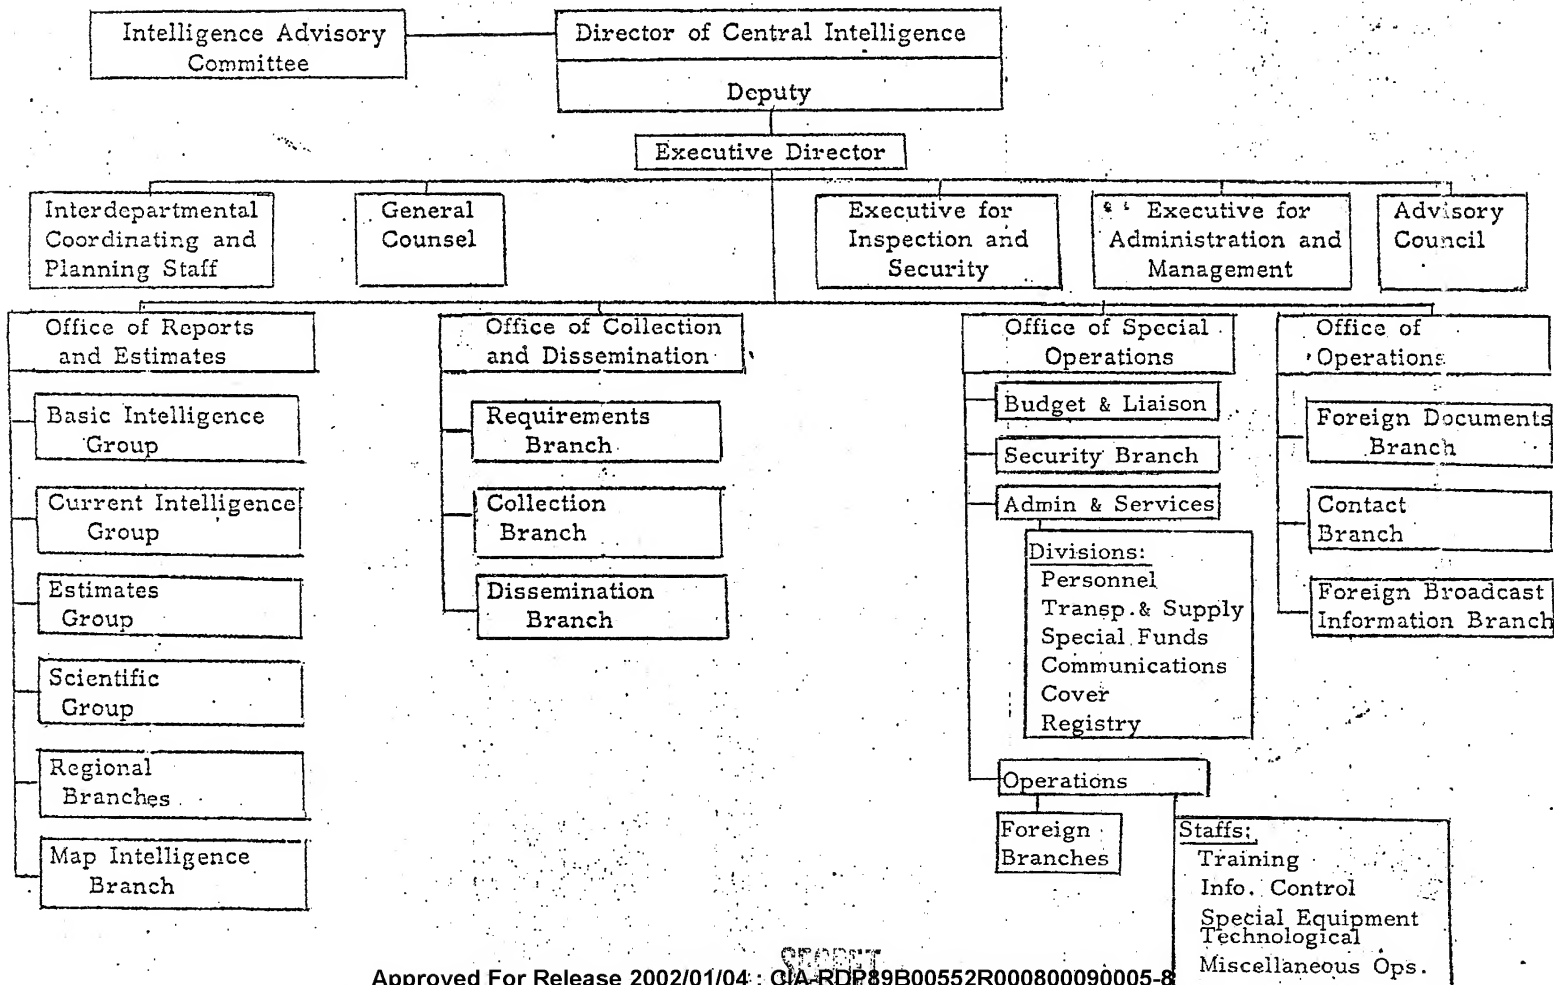 Intelligence Advisory
Committee
Director of Central Intelligence
Deputy
Executive Director
Interdepartmental
Coordinating and
Planning Staff
General
Counsel
Executive for
Inspection and
Security
Executive for
Administration and
Management
Advisory
Council
Office of Reports
and Estimates
Basic Intelligence
Group
Current Intelligence
Group
Estimates
Group
Scientific
Group
Regional
Branches
Map Intelligence
Branch
Office of Collection
and Dissemination
Requirements
Branch
Collection
Branch
Dissemination
Branch
Office of Special
Operations
Budget & Liaison
Security Branch
Admin & Services
Divisions:
Personnel
Transp. & Supply
Special Funds
Communications
Cover
Registry
Operations
Foreign
Branches
Staffs:
Training
Info. Control
Special Equipment
Technological
Miscellaneous Ops.
Office of
Operations
Foreign Documents
Branch
Contact
Branch
Foreign Broadcast
Information Branch
SECRET
Approved For Release 2002/01/04 : CIA-RDP89B00552R000800090005-8